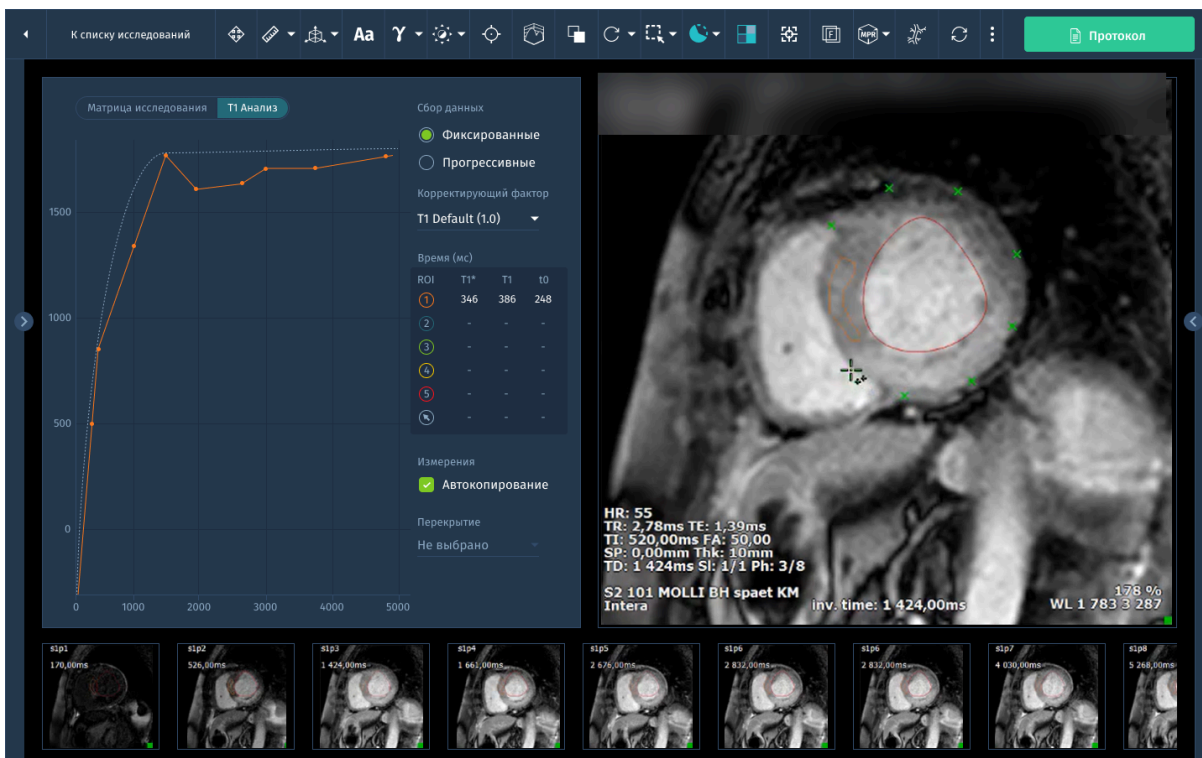 К списку исследований
Aa
γ
F
MPR
Протокол
Матрица исследования
T1 Анализ
1500
1000
500
0
0 1000 2000 3000 4000 5000
Сбор данных
Фиксированные
Прогрессивные
Корректирующий фактор
T1 Default (1.0)
Время (мс)
ROI T1* T1 t0
1 346 386 248
2 - - -
3 - - -
4 - - -
5 - - -
- - -
Измерения
Автокопирование
Перекрытие
Не выбрано
HR: 55
TR: 2,78ms TE: 1,39ms
TI: 520,00ms FA: 50,00
SP: 0,00mm Thk: 10mm
TD: 1 424ms Sl: 1/1 Ph: 3/8
S2 101 MOLLI BH spaet KM
Intera
inv. time: 1 424,00ms
178 %
WL 1 783 3 287
s1p1
170,00ms
s1p2
526,00ms
s1p3
1 424,00ms
s1p4
1 661,00ms
s1p5
2 676,00ms
s1p6
2 832,00ms
s1p6
2 832,00ms
s1p7
4 030,00ms
s1p8
5 268,00ms